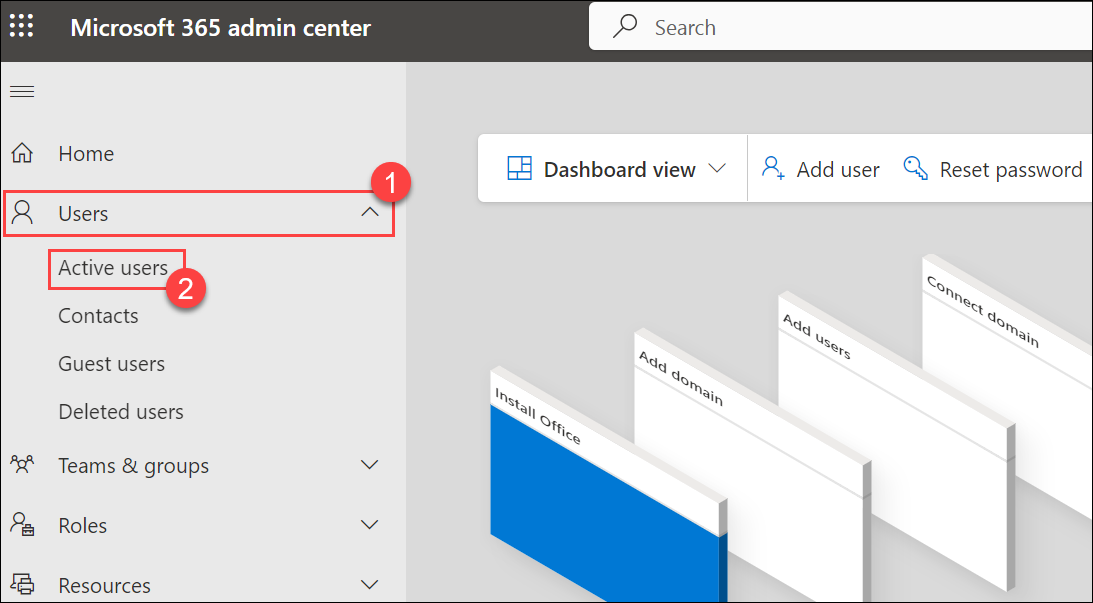 Microsoft 365 admin center
Search
Home
Users
1
Active users
2
Contacts
Guest users
Deleted users
Teams & groups
Roles
Resources
Dashboard view
Add user
Reset password
Install Office
Add domain
Add users
Connect domain